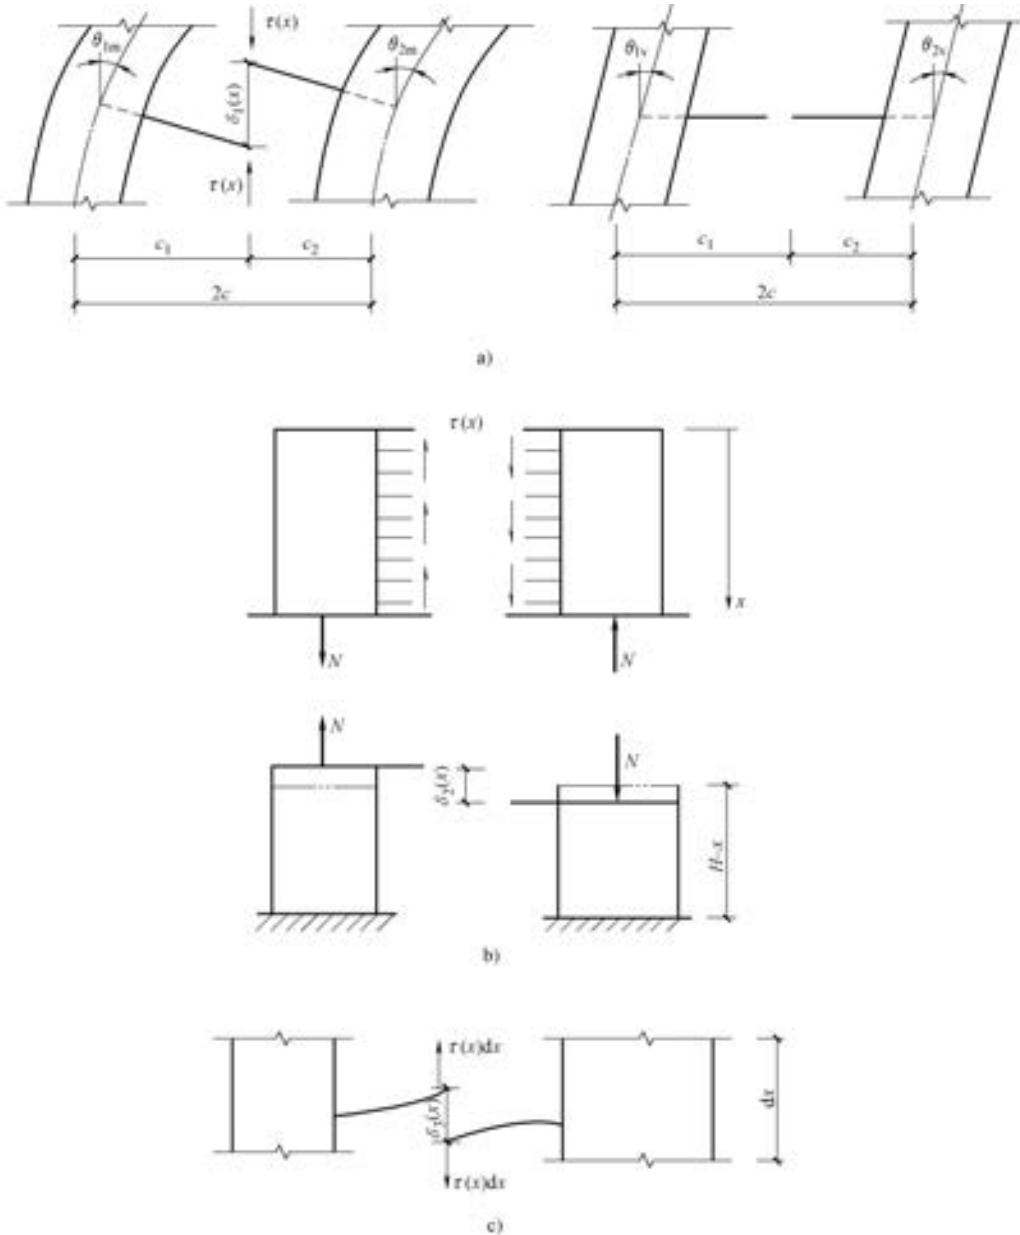 θ₁ₘ
τ(x)
δ₁(x)
τ(x)
θ₂ₘ
c₁
c₂
2c
θ₁ᵥ
θ₂ᵥ
c₁
c₂
2c
a)
τ(x)
N
N
x
N
δ₂(x)
N
H-x
b)
τ(x)dx
δ₃(x)
τ(x)dx
dx
c)